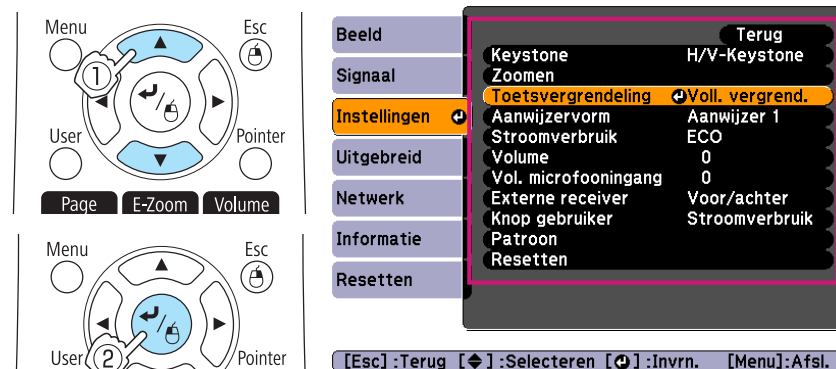 Menu
Esc
1
User
Pointer
Page E-Zoom Volume
Menu
Esc
User
2
Pointer
Beeld
Signaal
Instellingen
Uitgebreid
Netwerk
Informatie
Resetten
Terug
Keystone H/V-Keystone
Zoomen
Toetsvergrendeling Voll. vergrend.
Aanwijzervorm Aanwijzer 1
Stroomverbruik ECO
Volume 0
Vol. microfooningang 0
Externe receiver Voor/achter
Knop gebruiker Stroomverbruik
Patroon
Resetten
[Esc] :Terug [◆] :Selecteren [⏎] :Invrn. [Menu]:Afsl.